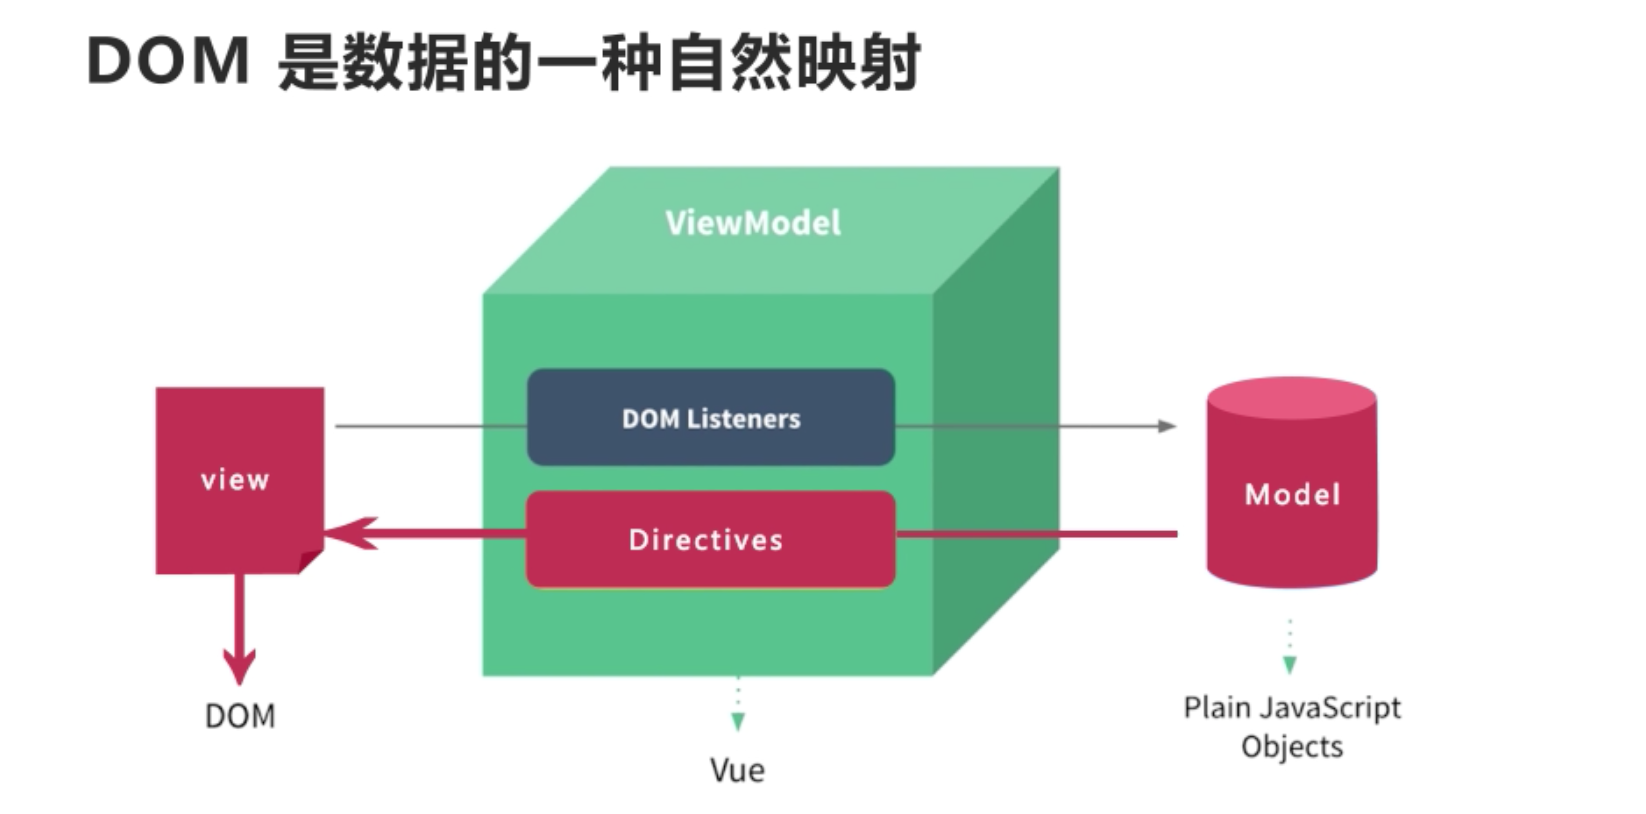 DOM 是数据的一种自然映射
ViewModel
DOM Listeners
view
Directives
Model
DOM
Vue
Plain JavaScript
Objects